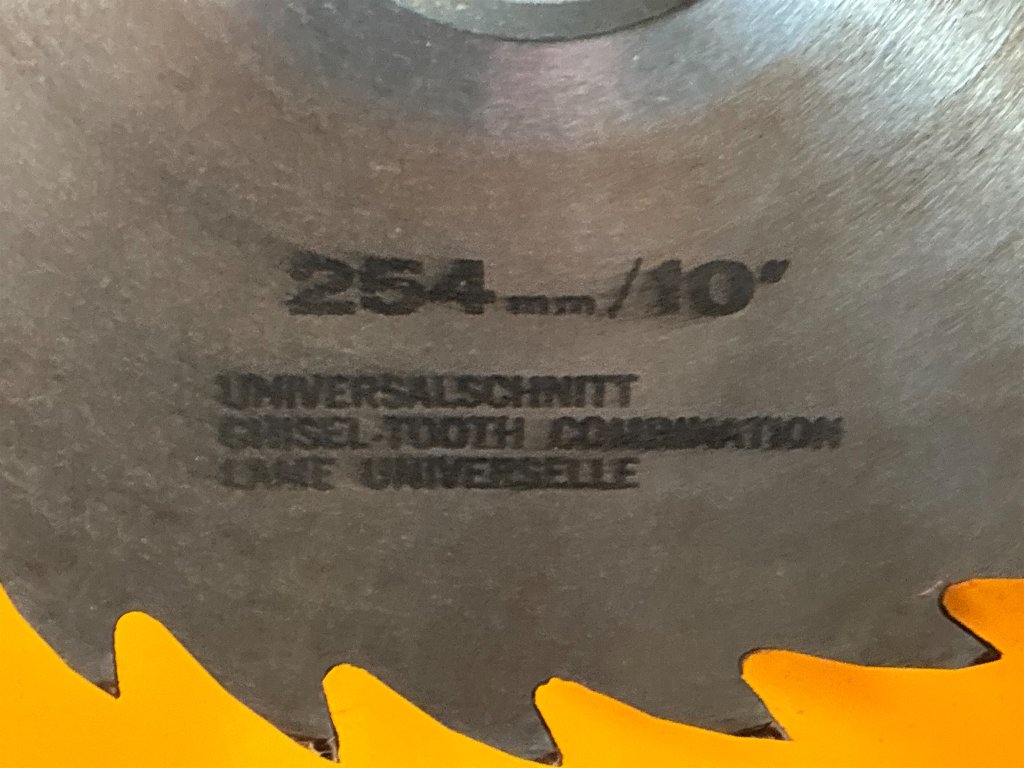 254mm/10"
UNIVERSALSCHNITT
CHISEL-TOOTH COMBINATION
LAME UNIVERSELLE